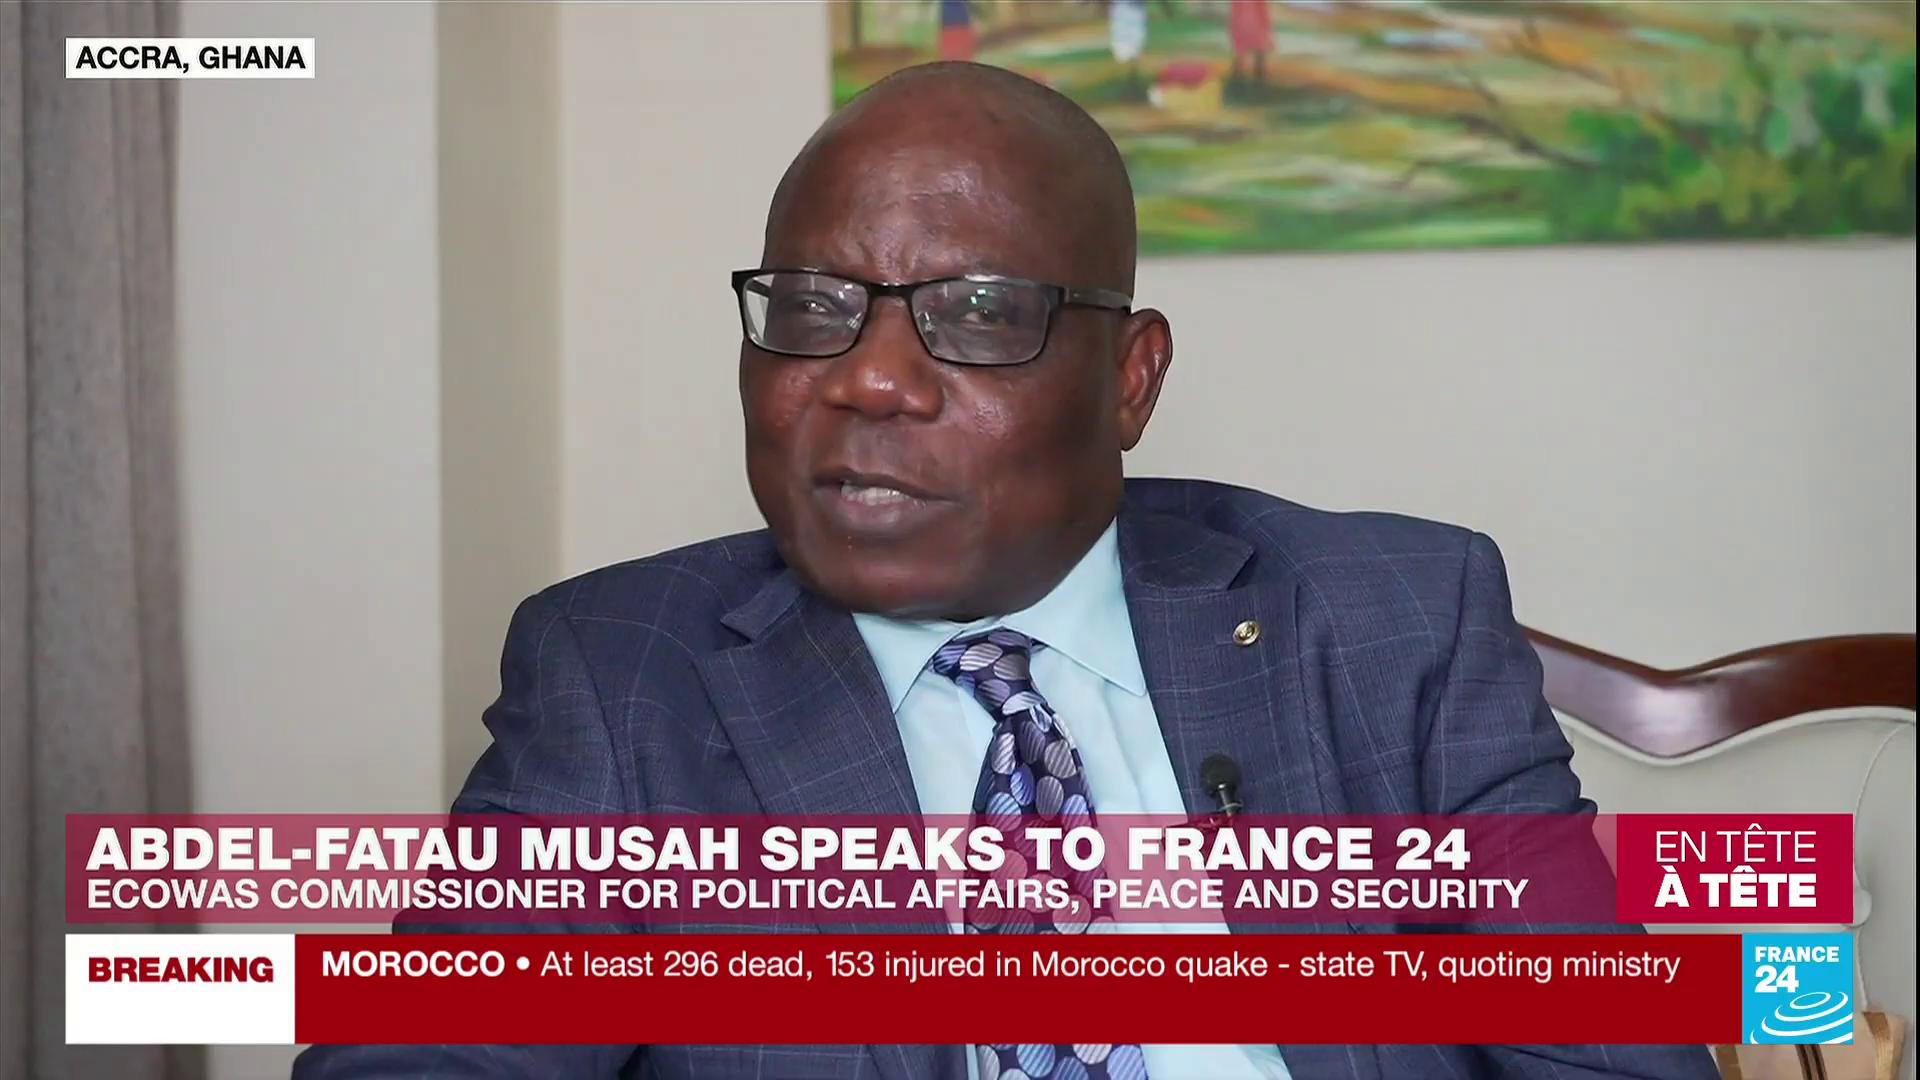 ACCRA, GHANA
ABDEL-FATAU MUSAH SPEAKS TO FRANCE 24
ECOWAS COMMISSIONER FOR POLITICAL AFFAIRS, PEACE AND SECURITY
EN TÊTE
À TÊTE
BREAKING
MOROCCO • At least 296 dead, 153 injured in Morocco quake - state TV, quoting ministry
FRANCE
24